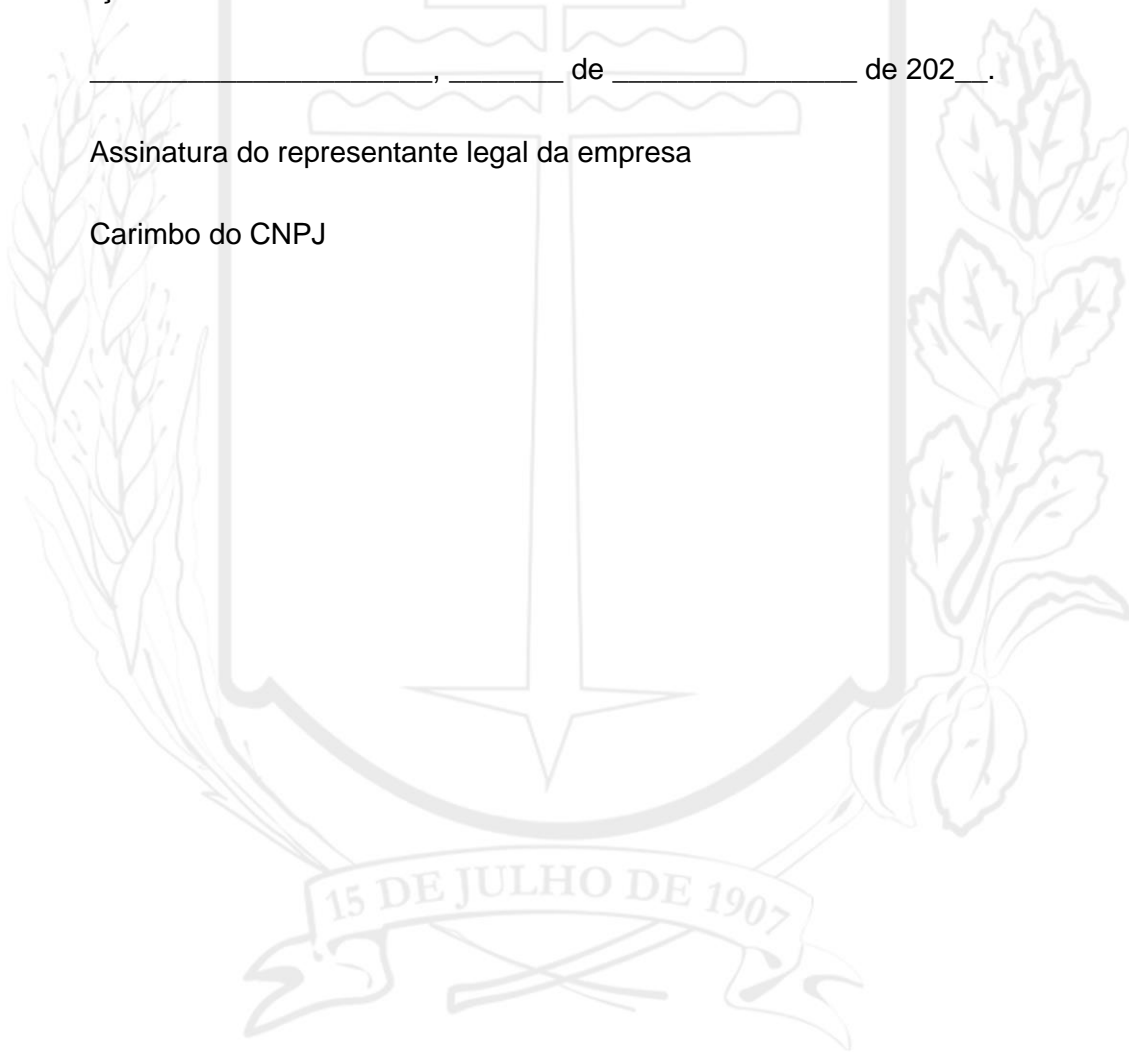 _____________________, _______ de _______________ de 202__.
Assinatura do representante legal da empresa
Carimbo do CNPJ
15 DE JULHO DE 1907